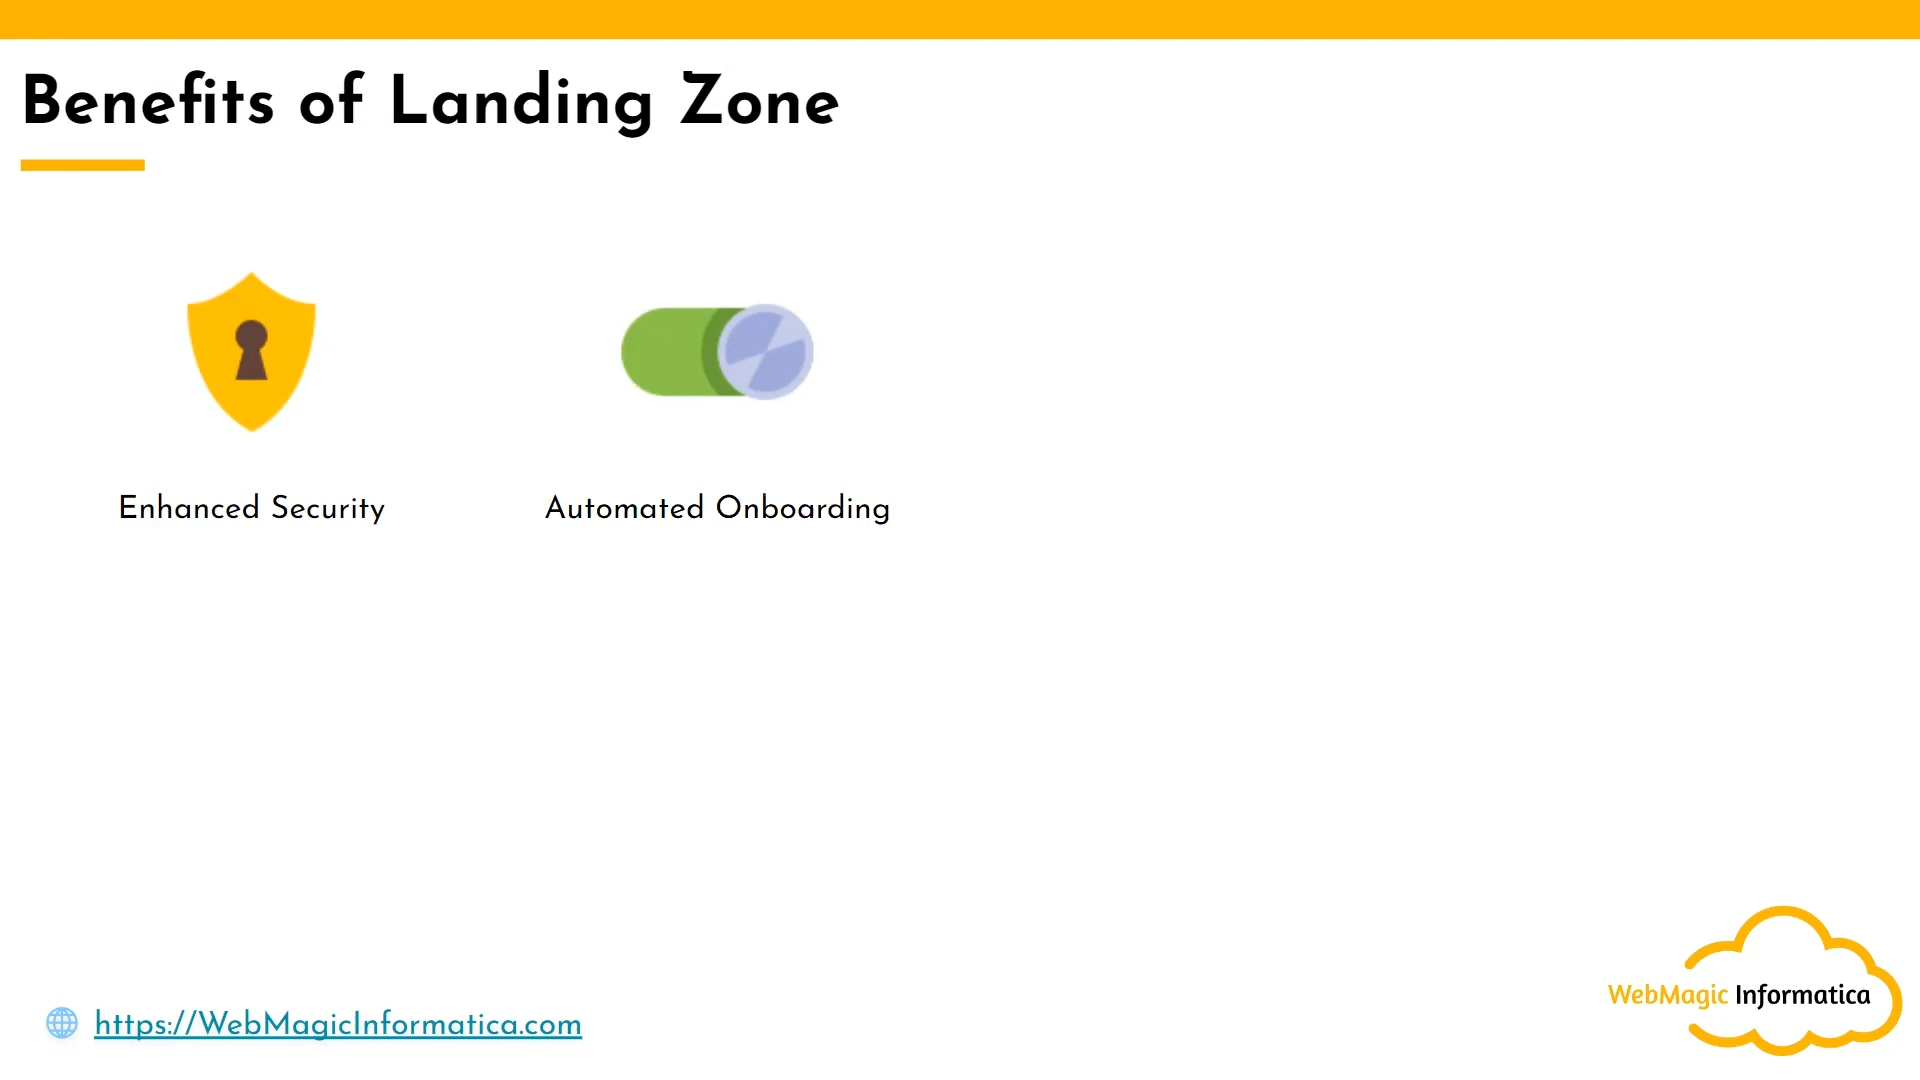 Benefits of Landing Zone
Enhanced Security
Automated Onboarding
https://WebMagicInformatica.com
WebMagic Informatica